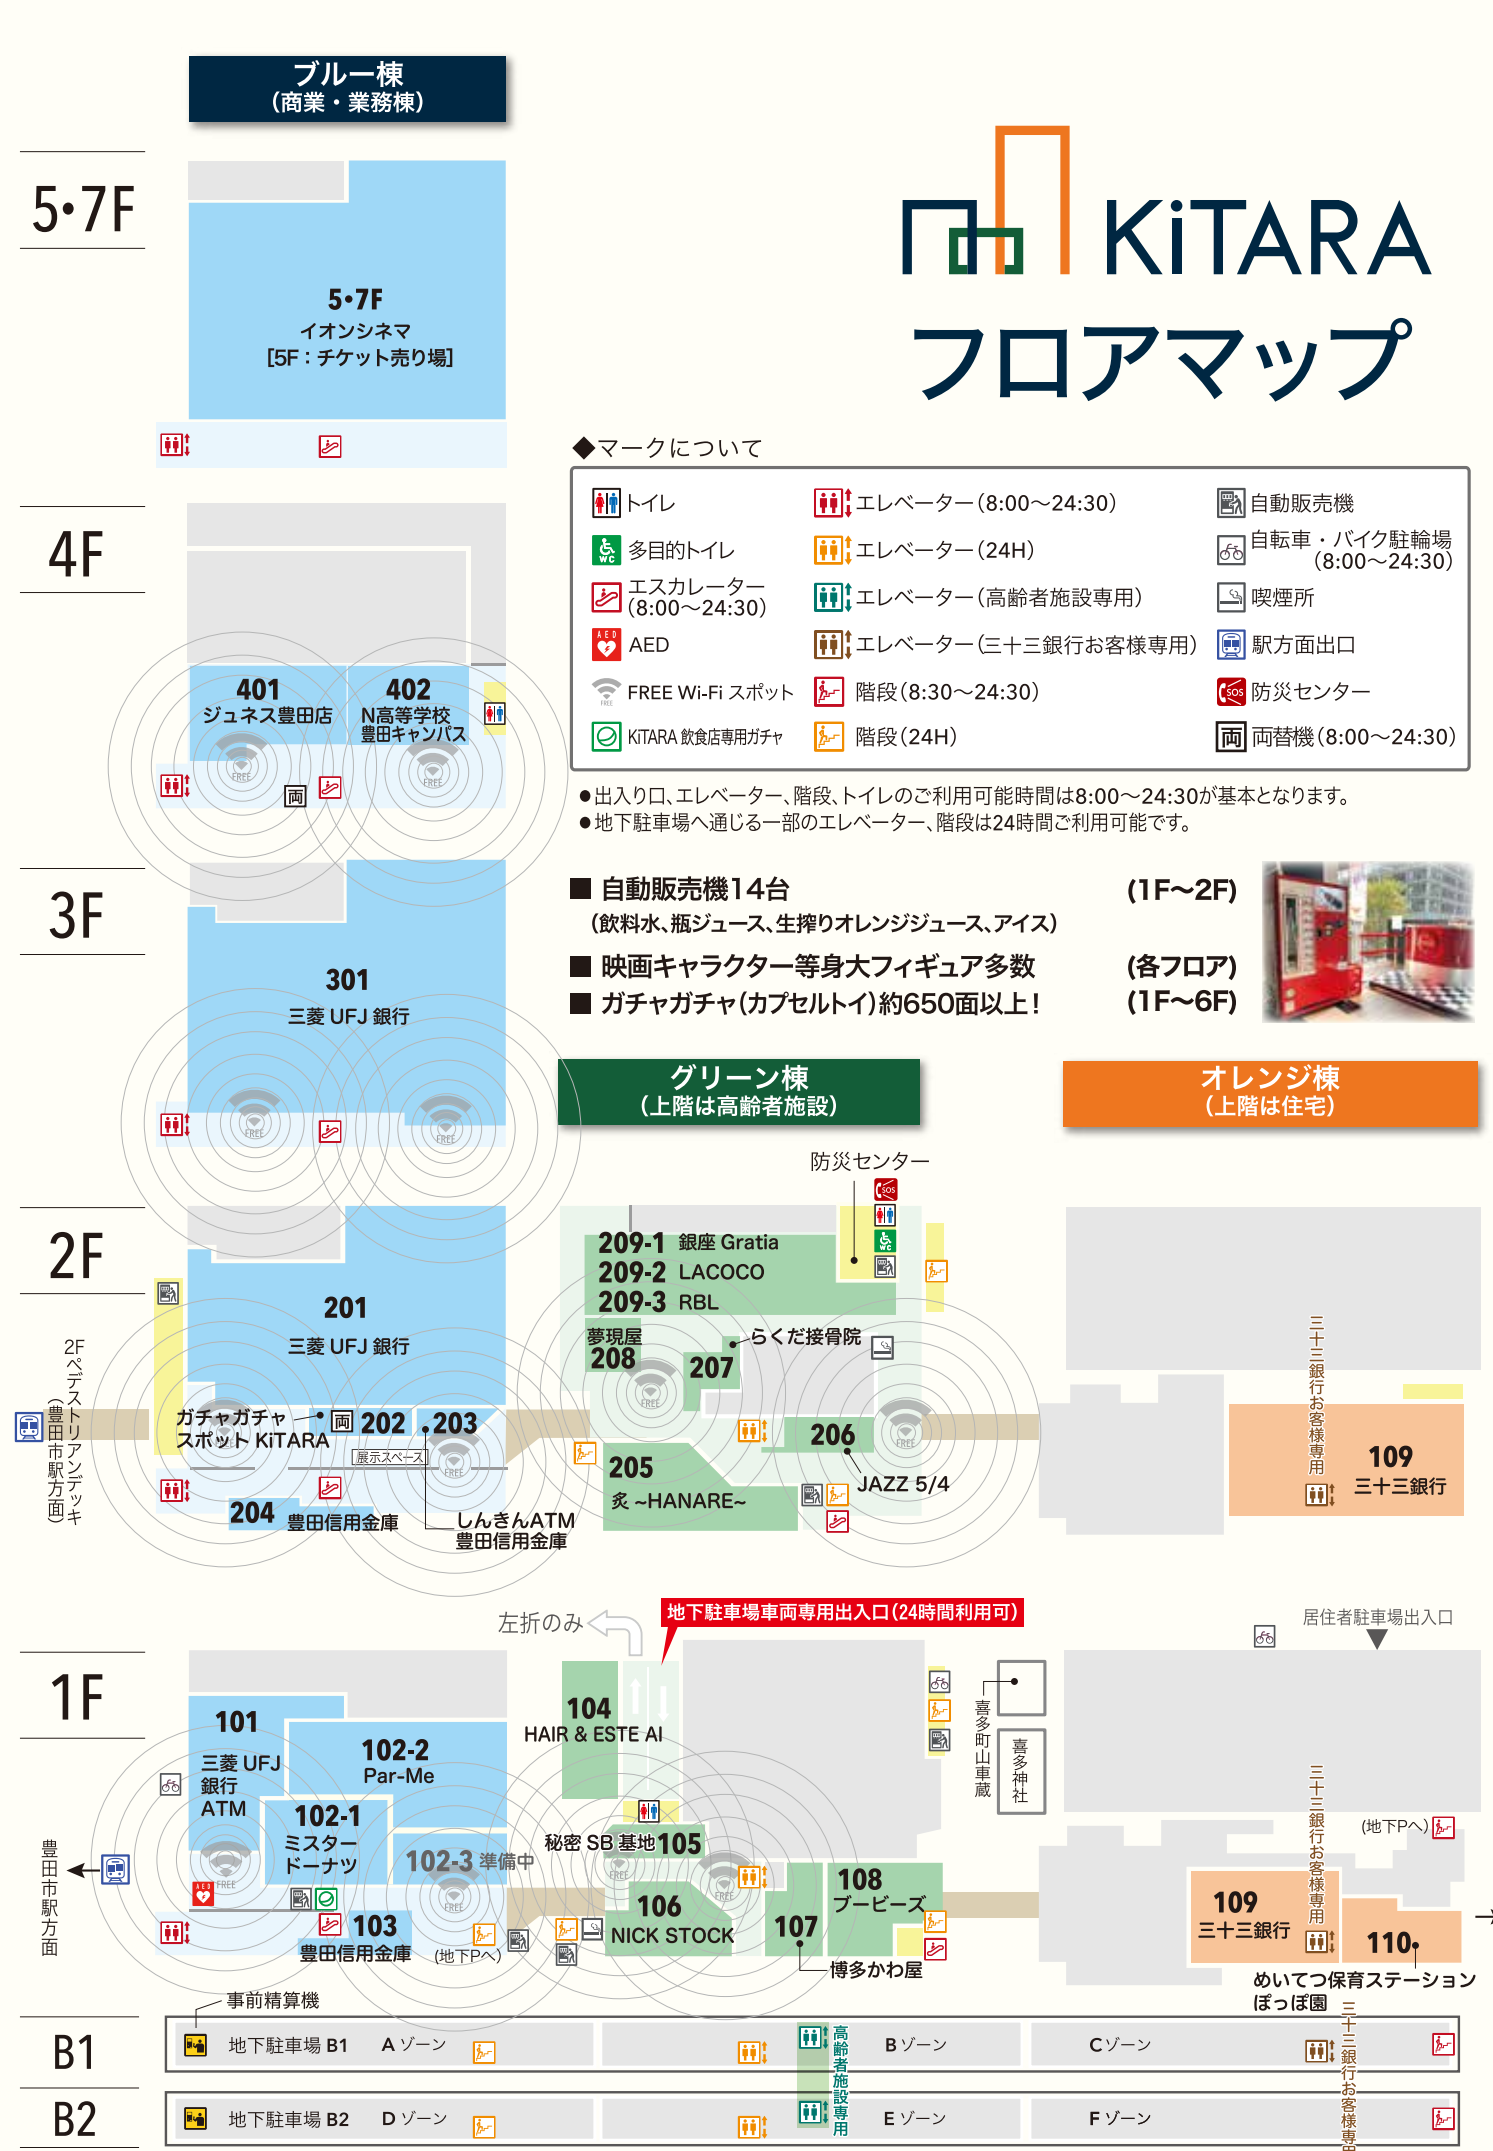 ブルー棟
（商業・業務棟）
5・7F
5・7F
イオンシネマ
［5F：チケット売り場］
KiTARA
フロアマップ
◆マークについて
トイレ
多目的トイレ
エスカレーター
（8:00～24:30）
AED
FREE Wi-Fi スポット
KiTARA 飲食店専用ガチャ
エレベーター（8:00～24:30）
エレベーター（24H）
エレベーター（高齢者施設専用）
エレベーター（三十三銀行お客様専用）
階段（8:30～24:30）
階段（24H）
自動販売機
自転車・バイク駐輪場
（8:00～24:30）
喫煙所
駅方面出口
防災センター
両 両替機（8:00～24:30）
●出入り口、エレベーター、階段、トイレのご利用可能時間は8:00～24:30が基本となります。
●地下駐車場へ通じる一部のエレベーター、階段は24時間ご利用可能です。
4F
401
ジュネス豊田店
402
N高等学校
豊田キャンパス
FREE
FREE
両
■ 自動販売機14台 (1F～2F)
（飲料水、瓶ジュース、生搾りオレンジジュース、アイス）
■ 映画キャラクター等身大フィギュア多数 (各フロア)
■ ガチャガチャ（カプセルトイ）約650面以上！ (1F～6F)
3F
301
三菱 UFJ 銀行
FREE
FREE
グリーン棟
（上階は高齢者施設）
オレンジ棟
（上階は住宅）
2F
2Fペデストリアンデッキ
（豊田市駅方面）
201
三菱 UFJ 銀行
ガチャガチャ
スポット KiTARA
両
202
203
展示スペース
FREE
FREE
204
豊田信用金庫
しんきんATM
豊田信用金庫
防災センター
SOS
WC
209-1 銀座 Gratia
209-2 LACOCO
209-3 RBL
夢現屋
208
207
らくだ接骨院
FREE
206
JAZZ 5/4
FREE
205
炙 ~HANARE~
三十三銀行お客様専用
109
三十三銀行
1F
豊田市駅方面
101
三菱 UFJ
銀行
ATM
102-2
Par-Me
102-1
ミスター
ドーナツ
102-3 準備中
FREE
FREE
AED
103
豊田信用金庫
（地下Pへ）
左折のみ
地下駐車場車両専用出入口（24時間利用可）
104
HAIR & ESTE AI
秘密 SB 基地 105
FREE
FREE
106
NICK STOCK
107
博多かわ屋
108
ブービーズ
喜多町山車蔵
喜多神社
居住者駐車場出入口
（地下Pへ）
三十三銀行お客様専用
109
三十三銀行
110
めいてつ保育ステーション
ぽっぽ園
事前精算機
B1
地下駐車場 B1
A ゾーン
B ゾーン
C ゾーン
高齢者施設専用
三十三銀行お客様専用
B2
地下駐車場 B2
D ゾーン
E ゾーン
F ゾーン